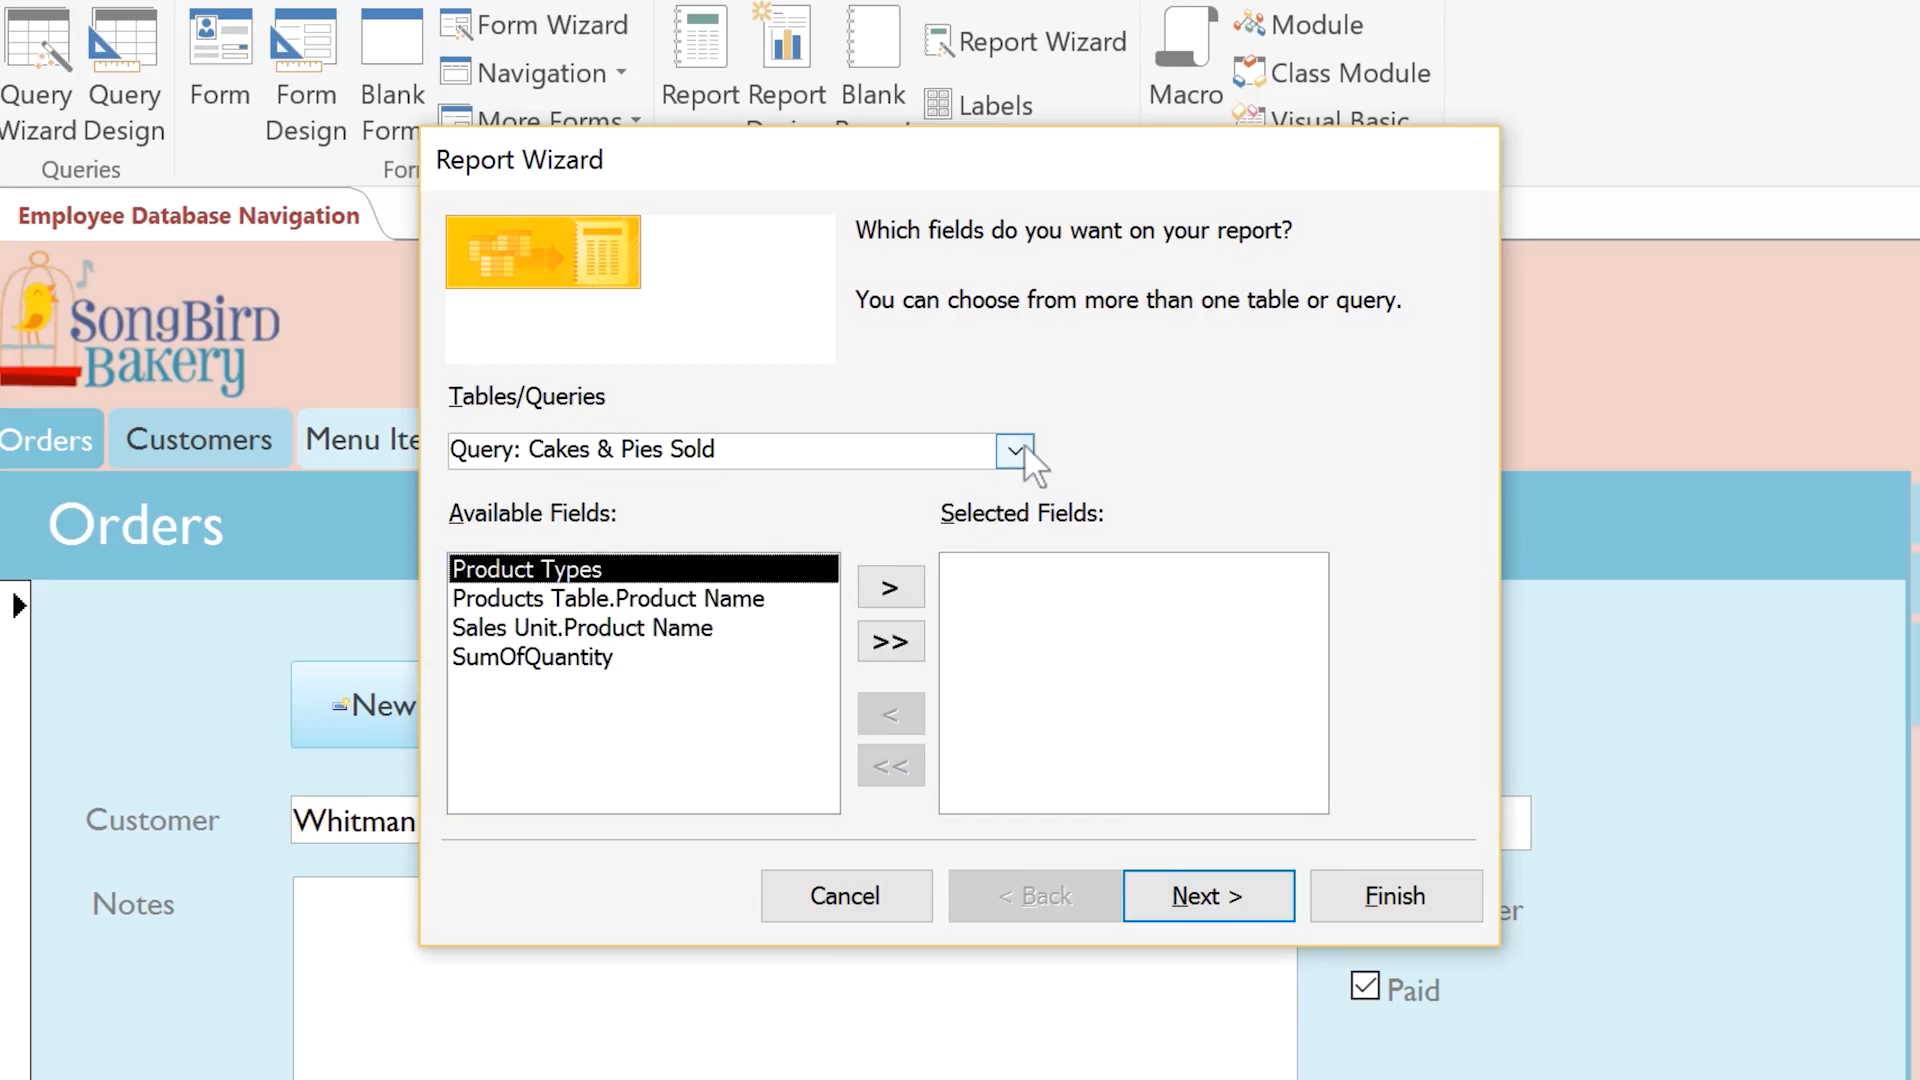 Form Wizard
Module
Report Wizard
Navigation
Class Module
Query Query Form Form Blank Report Report Blank Labels Macro
More Forms
Visual Basic
Wizard Design Design Form
Queries
Report Wizard
Employee Database Navigation
Which fields do you want on your report?
You can choose from more than one table or query.
SongBird
Bakery
Tables/Queries
Orders
Customers
Menu Ite
Query: Cakes & Pies Sold
Orders
Available Fields:
Selected Fields:
Product Types
Products Table.Product Name
Sales Unit.Product Name
SumOfQuantity
>
>>
<
<<
New
Customer
Whitman
Notes
Cancel
< Back
Next >
Finish
er
Paid